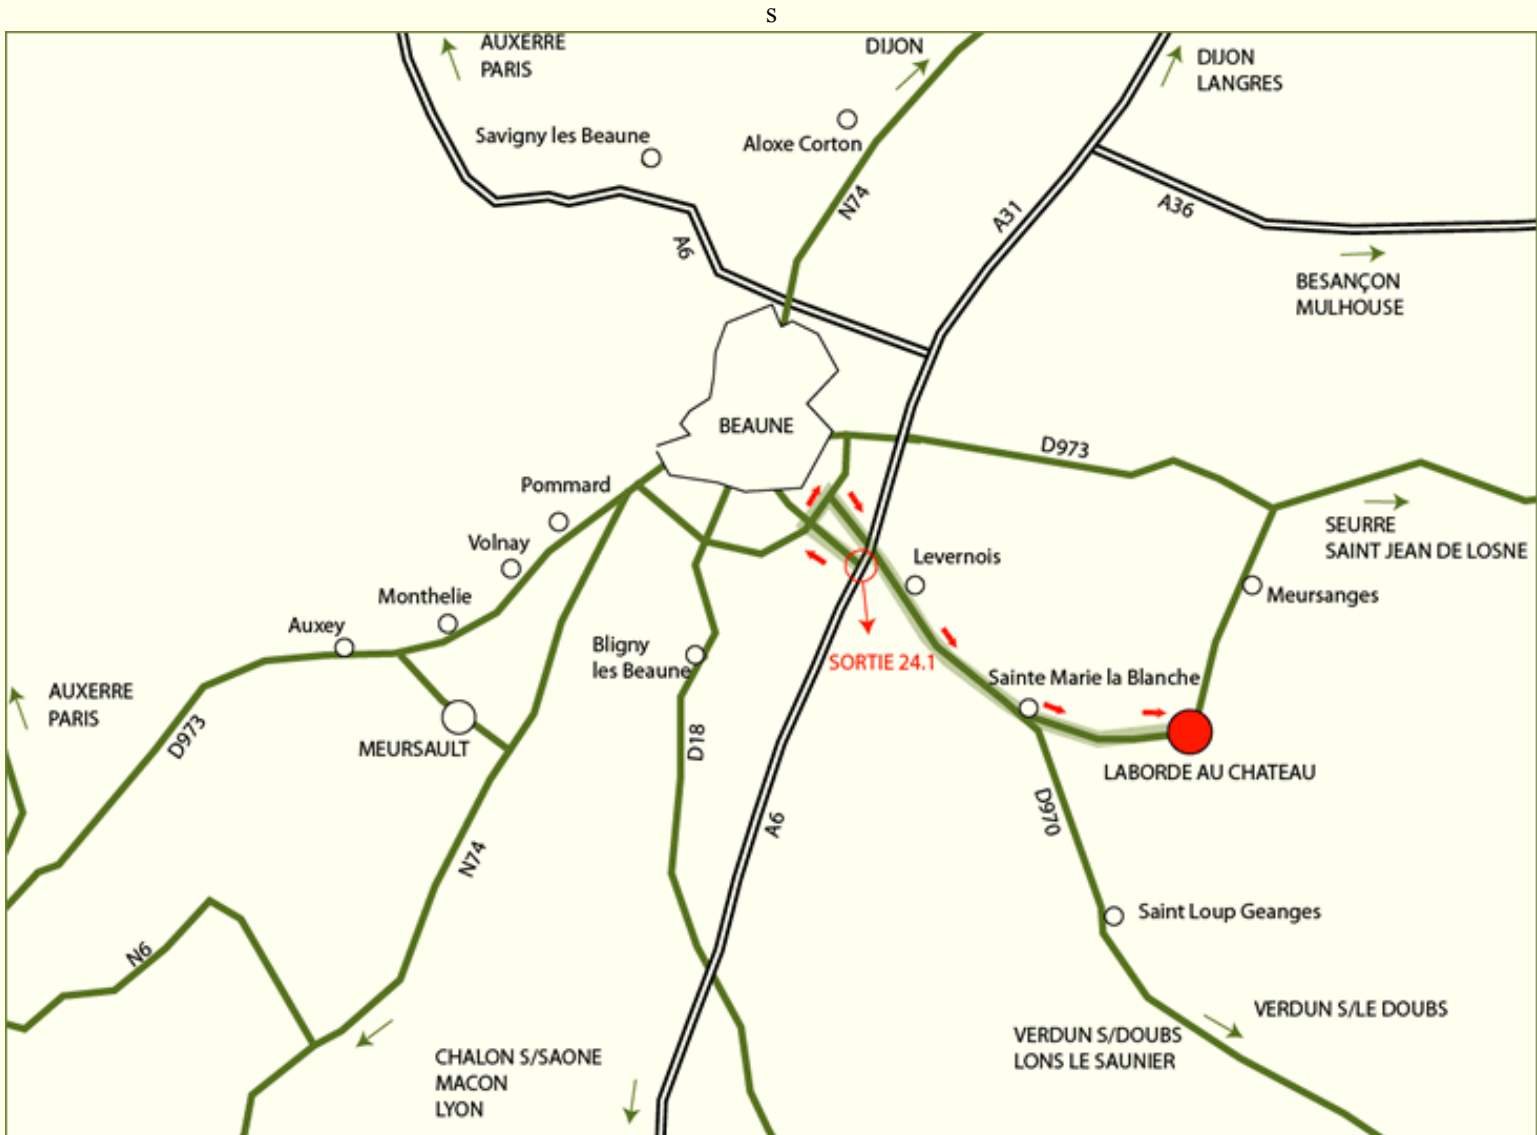 s
AUXERRE
PARIS
DIJON
DIJON
LANGRES
Savigny les Beaune
Aloxe Corton
N74
A31
A36
A6
BESANÇON
MULHOUSE
BEAUNE
D973
Pommard
SEURRE
SAINT JEAN DE LOSNE
Volnay
Levernois
Monthelie
Meursanges
Auxey
Bligny
les Beaune
SORTIE 24.1
Sainte Marie la Blanche
AUXERRE
PARIS
D973
MEURSAULT
D18
LABORDE AU CHATEAU
A6
D970
N74
Saint Loup Geanges
N6
VERDUN S/LE DOUBS
VERDUN S/DOUBS
LONS LE SAUNIER
CHALON S/SAONE
MACON
LYON